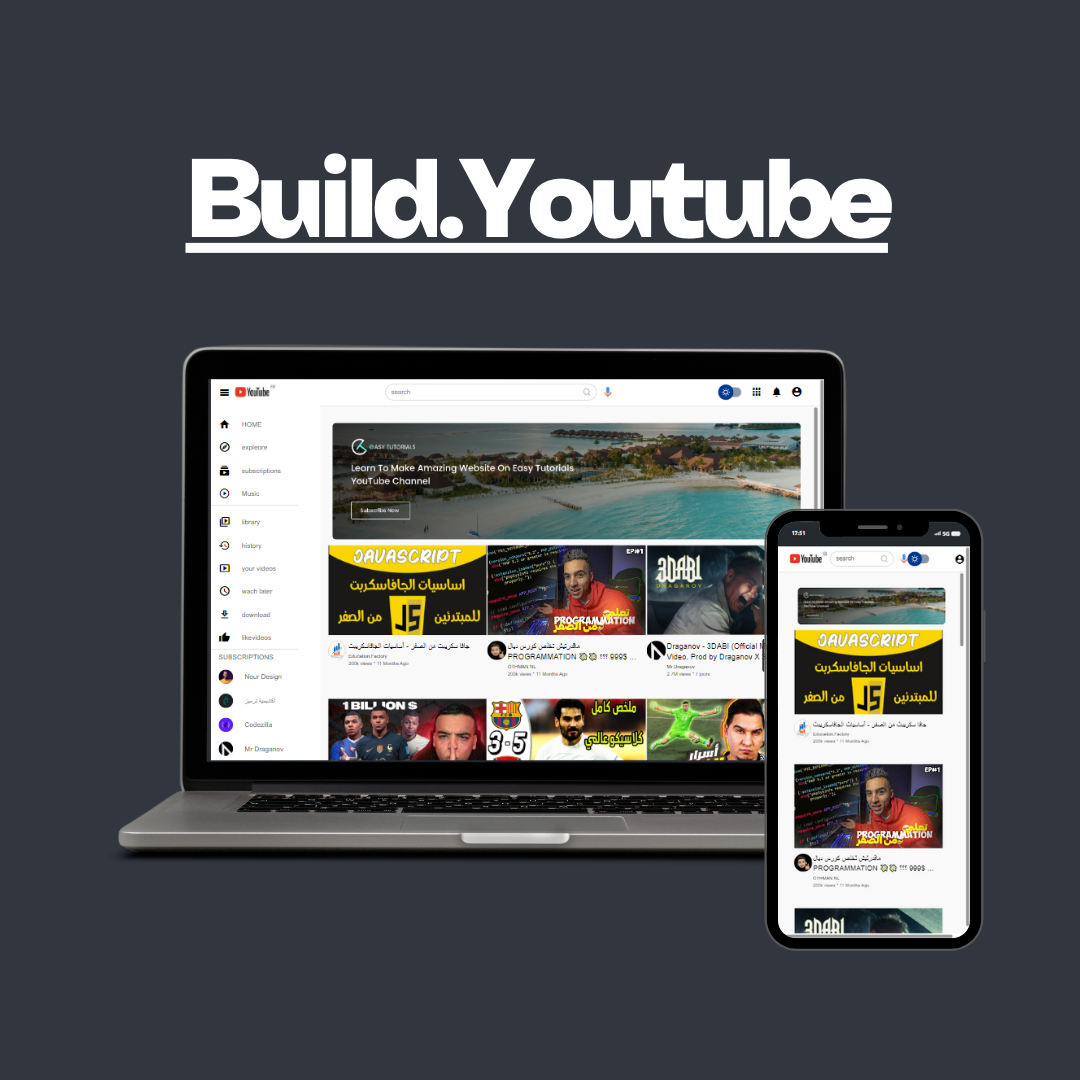 Build.Youtube
YouTube
search
HOME
explore
subscriptions
Music
library
history
your videos
wach later
download
likevideos
SUBSCRIPTIONS
Nour Design
أكاديمية ترميز
Codezilla
Mr Draganov
EASY TUTORIALS
Learn To Make Amazing Website On Easy Tutorials
YouTube Channel
Subscribe Now
JAVASCRIPT
اساسيات الجافاسكربت
للمبتدئين
JS
من الصفر
جافا سكريبت من الصفر - أساسيات الجافاسكريبت
Education Factory
200k views * 11 Months Ago
EP#1
تعلم
PROGRAMMATION
من الصفر
ماقدرتيش تخلص كورس ديال
PROGRAMMATION 💸💸 ؟؟؟ 999$ ...
OTHMAN NL
200k views * 11 Months Ago
3DABI
DRAGANOV
Draganov - 3DABI (Official M
Video, Prod by Draganov X
Mr Draganov
2.7M views * 7 jours
1 BILLION $
ملخص كامل
3-5
كلاسيكو عالمي
أسرار
17:51
5G
YouTube
search
JAVASCRIPT
اساسيات الجافاسكربت
للمبتدئين
JS
من الصفر
جافا سكريبت من الصفر - أساسيات الجافاسكريبت
Education Factory
200k views * 11 Months Ago
EP#1
تعلم
PROGRAMMATION
من الصفر
ماقدرتيش تخلص كورس ديال
PROGRAMMATION 💸💸 ؟؟؟ 999$ ...
OTHMAN NL
200k views * 11 Months Ago
3DABI